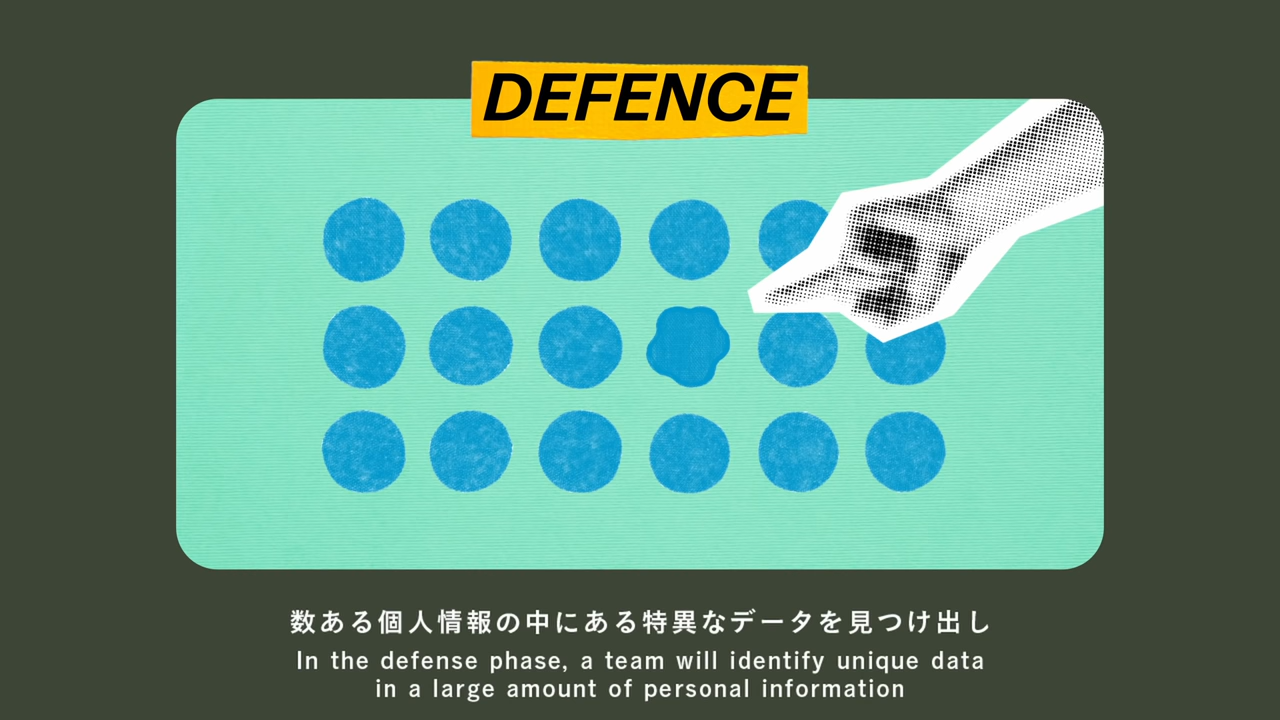 DEFENCE
数ある個人情報の中にある特異なデータを見つけ出し
In the defense phase, a team will identify unique data
in a large amount of personal information